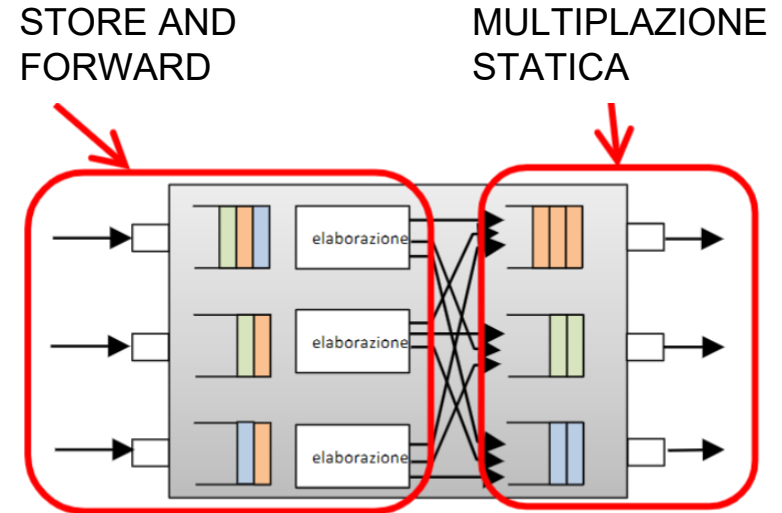 STORE AND
FORWARD
MULTIPLAZIONE
STATICA
elaborazione
elaborazione
elaborazione